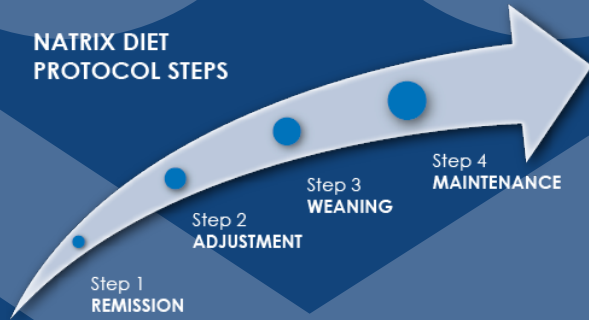 NATRIX DIET
PROTOCOL STEPS
Step 1
REMISSION
Step 2
ADJUSTMENT
Step 3
WEANING
Step 4
MAINTENANCE